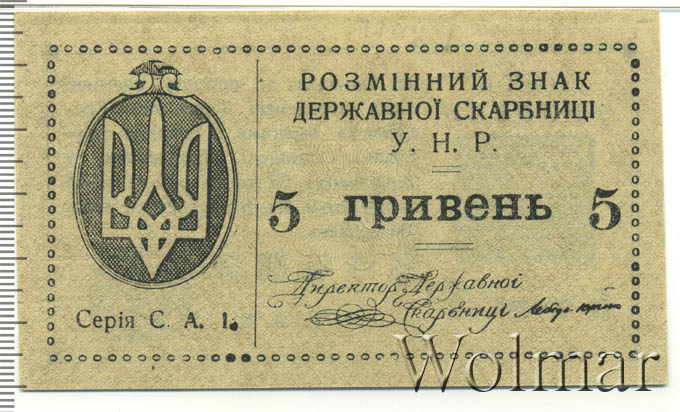 РОЗМІННИЙ ЗНАК
ДЕРЖАВНОЇ СКАРБНИЦІ
У. Н. Р.
5 гривень 5
Директор Державної
Скарбниці
Серія С. А. 1.
Wolmar